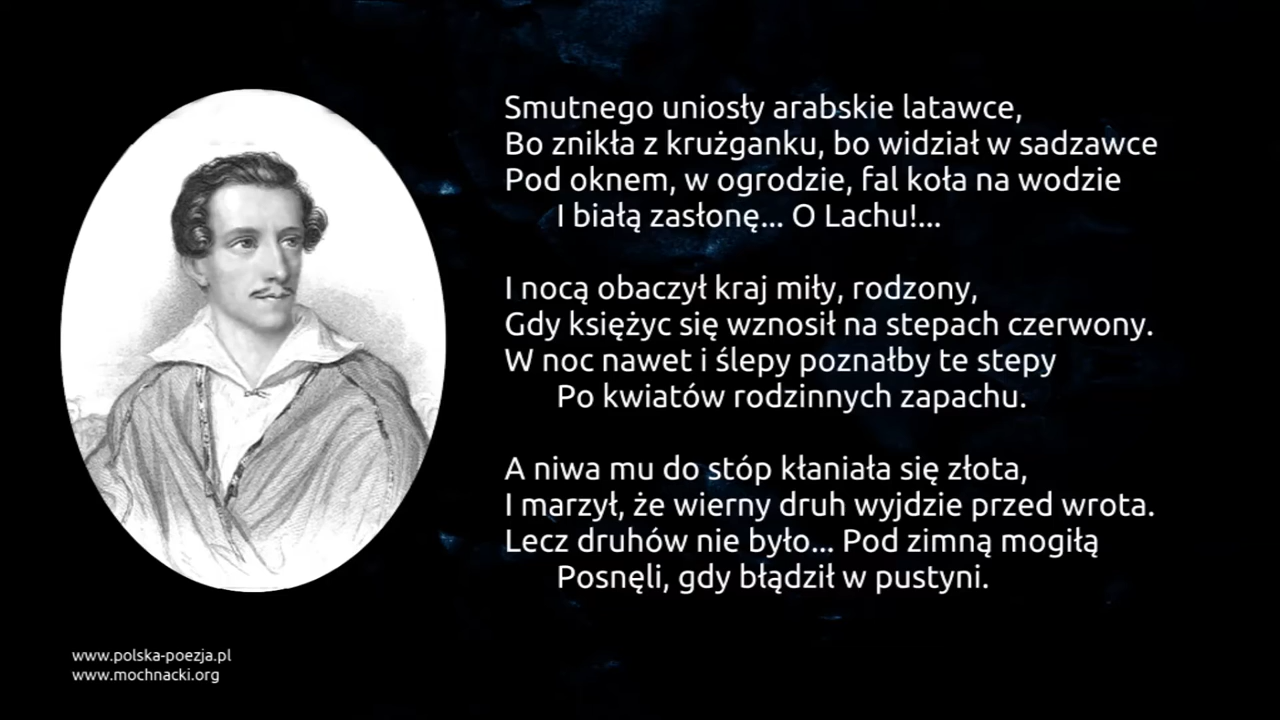 Smutnego uniosły arabskie latawce,
Bo znikła z krużganku, bo widział w sadzawce
Pod oknem, w ogrodzie, fal koła na wodzie
I białą zasłonę... O Lachu!...
I nocą obaczył kraj miły, rodzony,
Gdy księżyc się wznosił na stepach czerwony.
W noc nawet i ślepy poznałby te stepy
Po kwiatów rodzinnych zapachu.
A niwa mu do stóp kłaniała się złota,
I marzył, że wierny druh wyjdzie przed wrota.
Lecz druhów nie było... Pod zimną mogiłą
Posnęli, gdy błądził w pustyni.
www.polska-poezja.pl
www.mochnacki.org